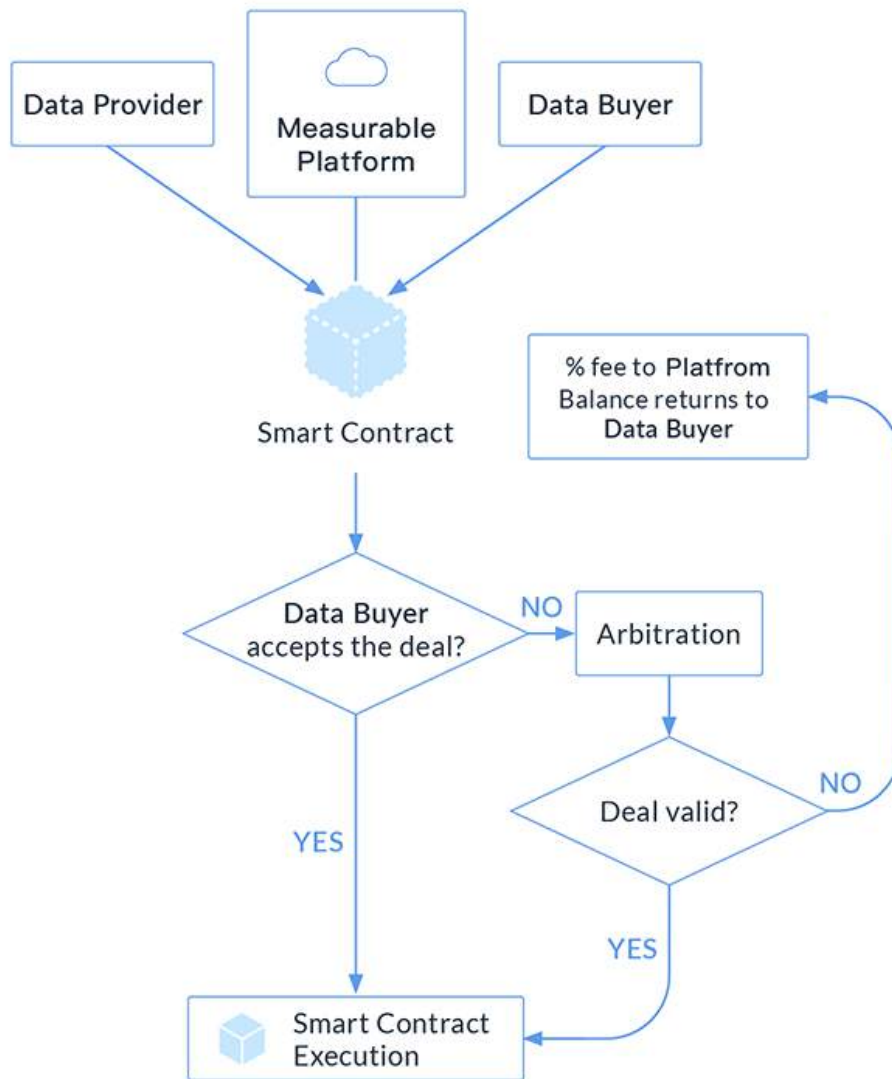 Data Provider
Measurable
Platform
Data Buyer
Smart Contract
% fee to Platfrom
Balance returns to
Data Buyer
Data Buyer
accepts the deal?
NO
Arbitration
Deal valid?
NO
YES
YES
Smart Contract
Execution